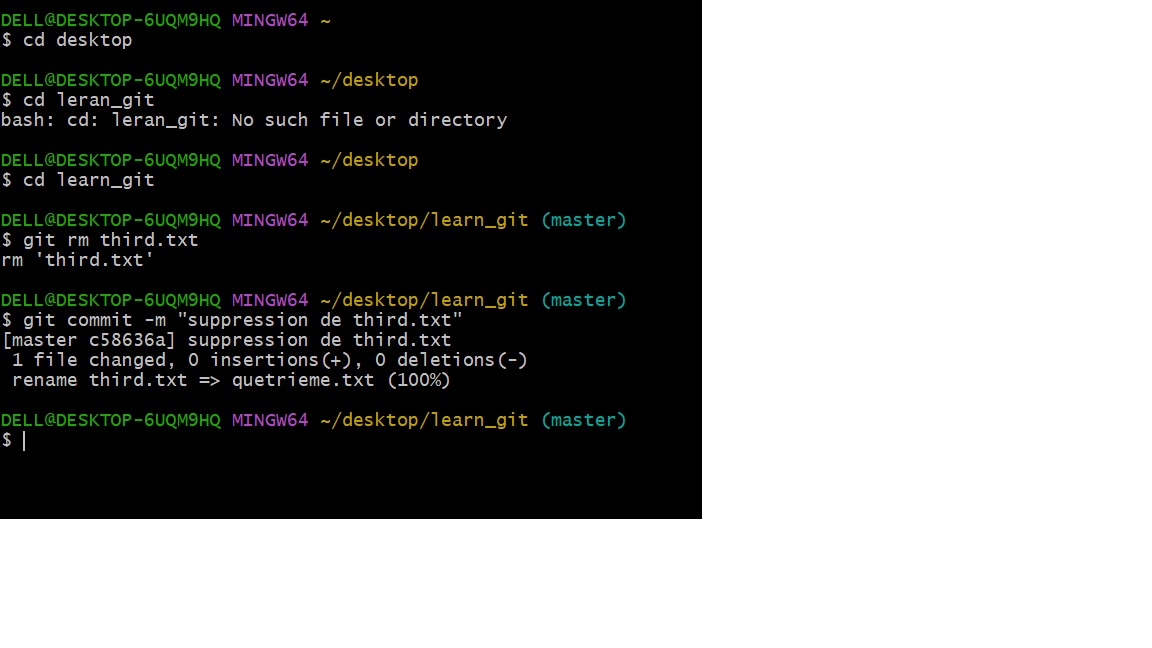 DELL@DESKTOP-6UQM9HQ MINGW64 ~
$ cd desktop
DELL@DESKTOP-6UQM9HQ MINGW64 ~/desktop
$ cd leran_git
bash: cd: leran_git: No such file or directory
DELL@DESKTOP-6UQM9HQ MINGW64 ~/desktop
$ cd learn_git
DELL@DESKTOP-6UQM9HQ MINGW64 ~/desktop/learn_git (master)
$ git rm third.txt
rm 'third.txt'
DELL@DESKTOP-6UQM9HQ MINGW64 ~/desktop/learn_git (master)
$ git commit -m "suppression de third.txt"
[master c58636a] suppression de third.txt
 1 file changed, 0 insertions(+), 0 deletions(-)
 rename third.txt => quetrieme.txt (100%)
DELL@DESKTOP-6UQM9HQ MINGW64 ~/desktop/learn_git (master)
$